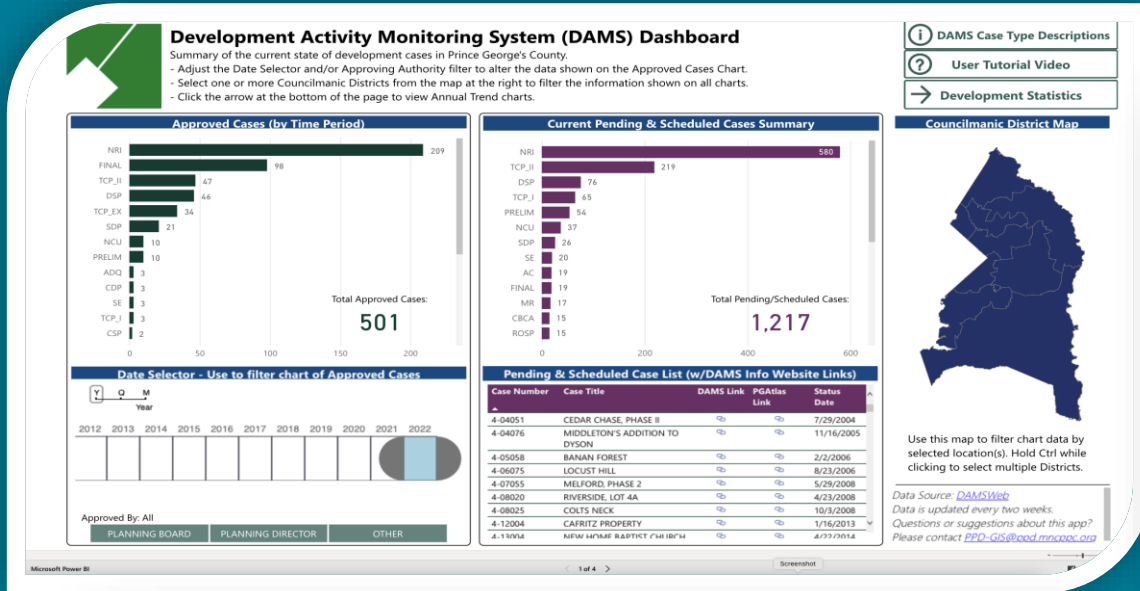 Development Activity Monitoring System (DAMS) Dashboard
Summary of the current state of development cases in Prince George's County.
- Adjust the Date Selector and/or Approving Authority filter to alter the data shown on the Approved Cases Chart.
- Select one or more Councilmanic Districts from the map at the right to filter the information shown on all charts.
- Click the arrow at the bottom of the page to view Annual Trend charts.
DAMS Case Type Descriptions
User Tutorial Video
Development Statistics
Approved Cases (by Time Period)
NRI 209
FINAL 98
TCP_II 47
DSP 46
TCP_EX 34
SDP 21
NCU 10
PRELIM 10
ADQ 3
CDP 3
SE 3
TCP_I 3
CSP 2
Total Approved Cases:
501
0 50 100 150 200
Current Pending & Scheduled Cases Summary
NRI 580
TCP_II 219
DSP 76
TCP_I 65
PRELIM 54
NCU 37
SDP 26
SE 20
AC 19
FINAL 19
MR 17
CBCA 15
ROSP 15
Total Pending/Scheduled Cases:
1,217
0 200 400 600
Councilmanic District Map
Use this map to filter chart data by
selected location(s). Hold Ctrl while
clicking to select multiple Districts.
Date Selector - Use to filter chart of Approved Cases
Y Q M
Year
2012 2013 2014 2015 2016 2017 2018 2019 2020 2021 2022
Approved By: All
PLANNING BOARD PLANNING DIRECTOR OTHER
Pending & Scheduled Case List (w/DAMS Info Website Links)
Case Number Case Title DAMS Link PGAtlas Status
Link Date
4-04051 CEDAR CHASE, PHASE II 7/29/2004
4-04076 MIDDLETON'S ADDITION TO 11/16/2005
DYSON
4-05058 BANAN FOREST 2/2/2006
4-06075 LOCUST HILL 8/23/2006
4-07055 MELFORD, PHASE 2 5/29/2008
4-08020 RIVERSIDE, LOT 4A 4/23/2008
4-08025 COLTS NECK 10/3/2008
4-12004 CAFRITZ PROPERTY 1/16/2013
4-13004 NEW HOME BAPTIST CHURCH 4/22/2014
Data Source: DAMSWeb
Data is updated every two weeks.
Questions or suggestions about this app?
Please contact PPD-GIS@ppd.mncppc.org
Microsoft Power BI
1 of 4
Screenshot